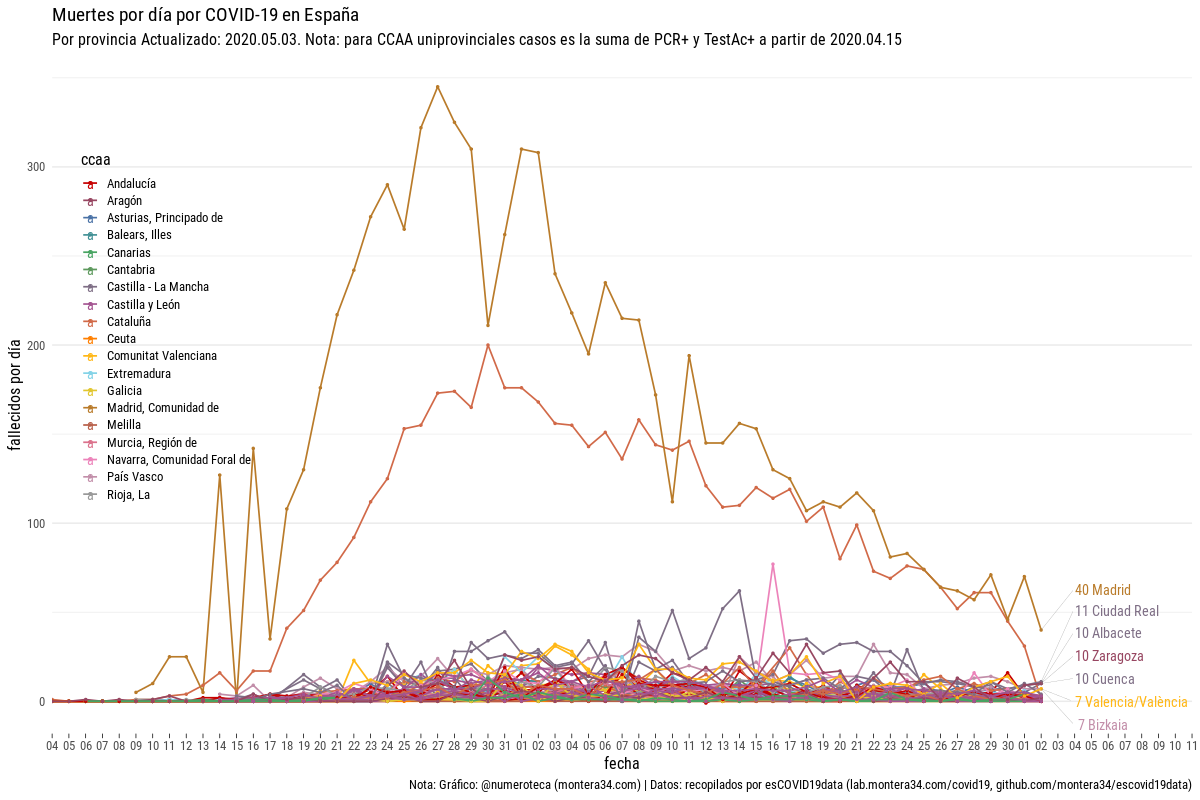 Muertes por día por COVID-19 en España
Por provincia Actualizado: 2020.05.03. Nota: para CCAA uniprovinciales casos es la suma de PCR+ y TestAc+ a partir de 2020.04.15
fallecidos por día
300
200
100
0
ccaa
Andalucía
Aragón
Asturias, Principado de
Balears, Illes
Canarias
Cantabria
Castilla - La Mancha
Castilla y León
Cataluña
Ceuta
Comunitat Valenciana
Extremadura
Galicia
Madrid, Comunidad de
Melilla
Murcia, Región de
Navarra, Comunidad Foral de
País Vasco
Rioja, La
40 Madrid
11 Ciudad Real
10 Albacete
10 Zaragoza
10 Cuenca
7 Valencia/València
7 Bizkaia
04 05 06 07 08 09 10 11 12 13 14 15 16 17 18 19 20 21 22 23 24 25 26 27 28 29 30 31 01 02 03 04 05 06 07 08 09 10 11 12 13 14 15 16 17 18 19 20 21 22 23 24 25 26 27 28 29 30 01 02 03 04 05 06 07 08 09 10 11
fecha
Nota: Gráfico: @numeroteca (montera34.com) | Datos: recopilados por esCOVID19data (lab.montera34.com/covid19, github.com/montera34/escovid19data)